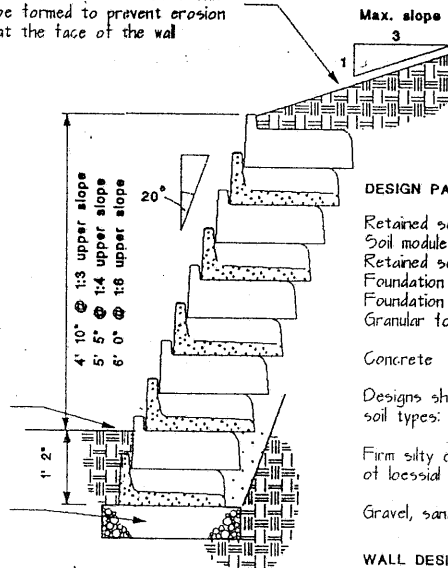 be formed to prevent erosion
at the face of the wall
Max. slope
3
1
20°
4' 10" @ 1:3 upper slope
5' 5" @ 1:4 upper slope
6' 0" @ 1:6 upper slope
1' 2"
DESIGN PA
Retained s
Soil module
Retained s
Foundation
Foundation
Granular fo
Concrete
Designs sh
soil types:
Firm silty
of loessial
Gravel, san
WALL DESI